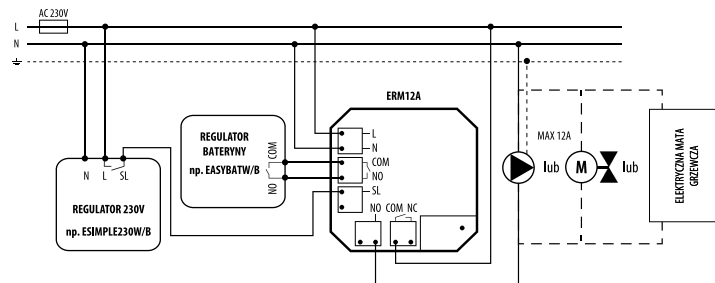 AC 230V
L
N
ERM12A
REGULATOR
BATERYNY
np. EASYBATW/B
COM
NO
L
N
COM
NO
SL
NO COM NC
MAX 12A
lub
M
lub
ELEKTRYCZNA MATA
GRZEWCZA
N L SL
REGULATOR 230V
np. ESIMPLE230W/B